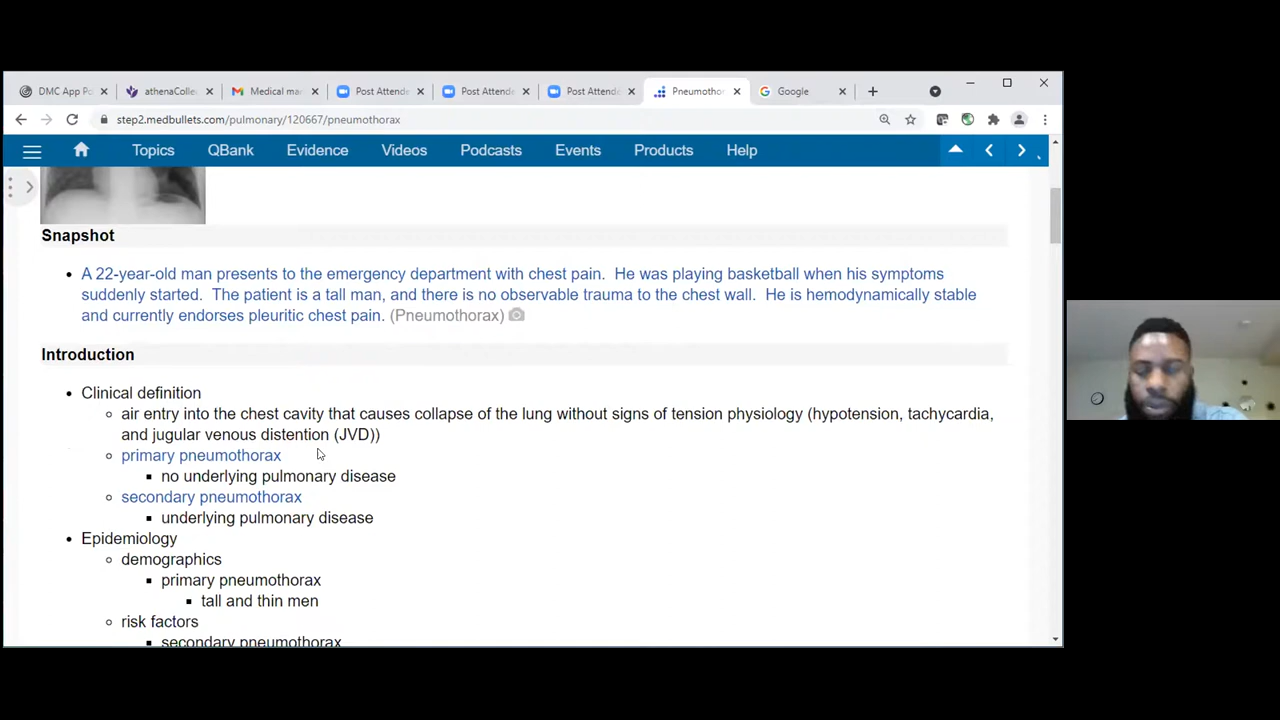 DMC App Po
athenaCollec
Medical mar
Post Attende
Post Attende
Post Attende
Pneumothor
Google
step2.medbullets.com/pulmonary/120667/pneumothorax
Topics QBank Evidence Videos Podcasts Events Products Help
Snapshot
A 22-year-old man presents to the emergency department with chest pain. He was playing basketball when his symptoms
suddenly started. The patient is a tall man, and there is no observable trauma to the chest wall. He is hemodynamically stable
and currently endorses pleuritic chest pain. (Pneumothorax)
Introduction
Clinical definition
air entry into the chest cavity that causes collapse of the lung without signs of tension physiology (hypotension, tachycardia,
and jugular venous distention (JVD))
primary pneumothorax
no underlying pulmonary disease
secondary pneumothorax
underlying pulmonary disease
Epidemiology
demographics
primary pneumothorax
tall and thin men
risk factors
secondary pneumothorax